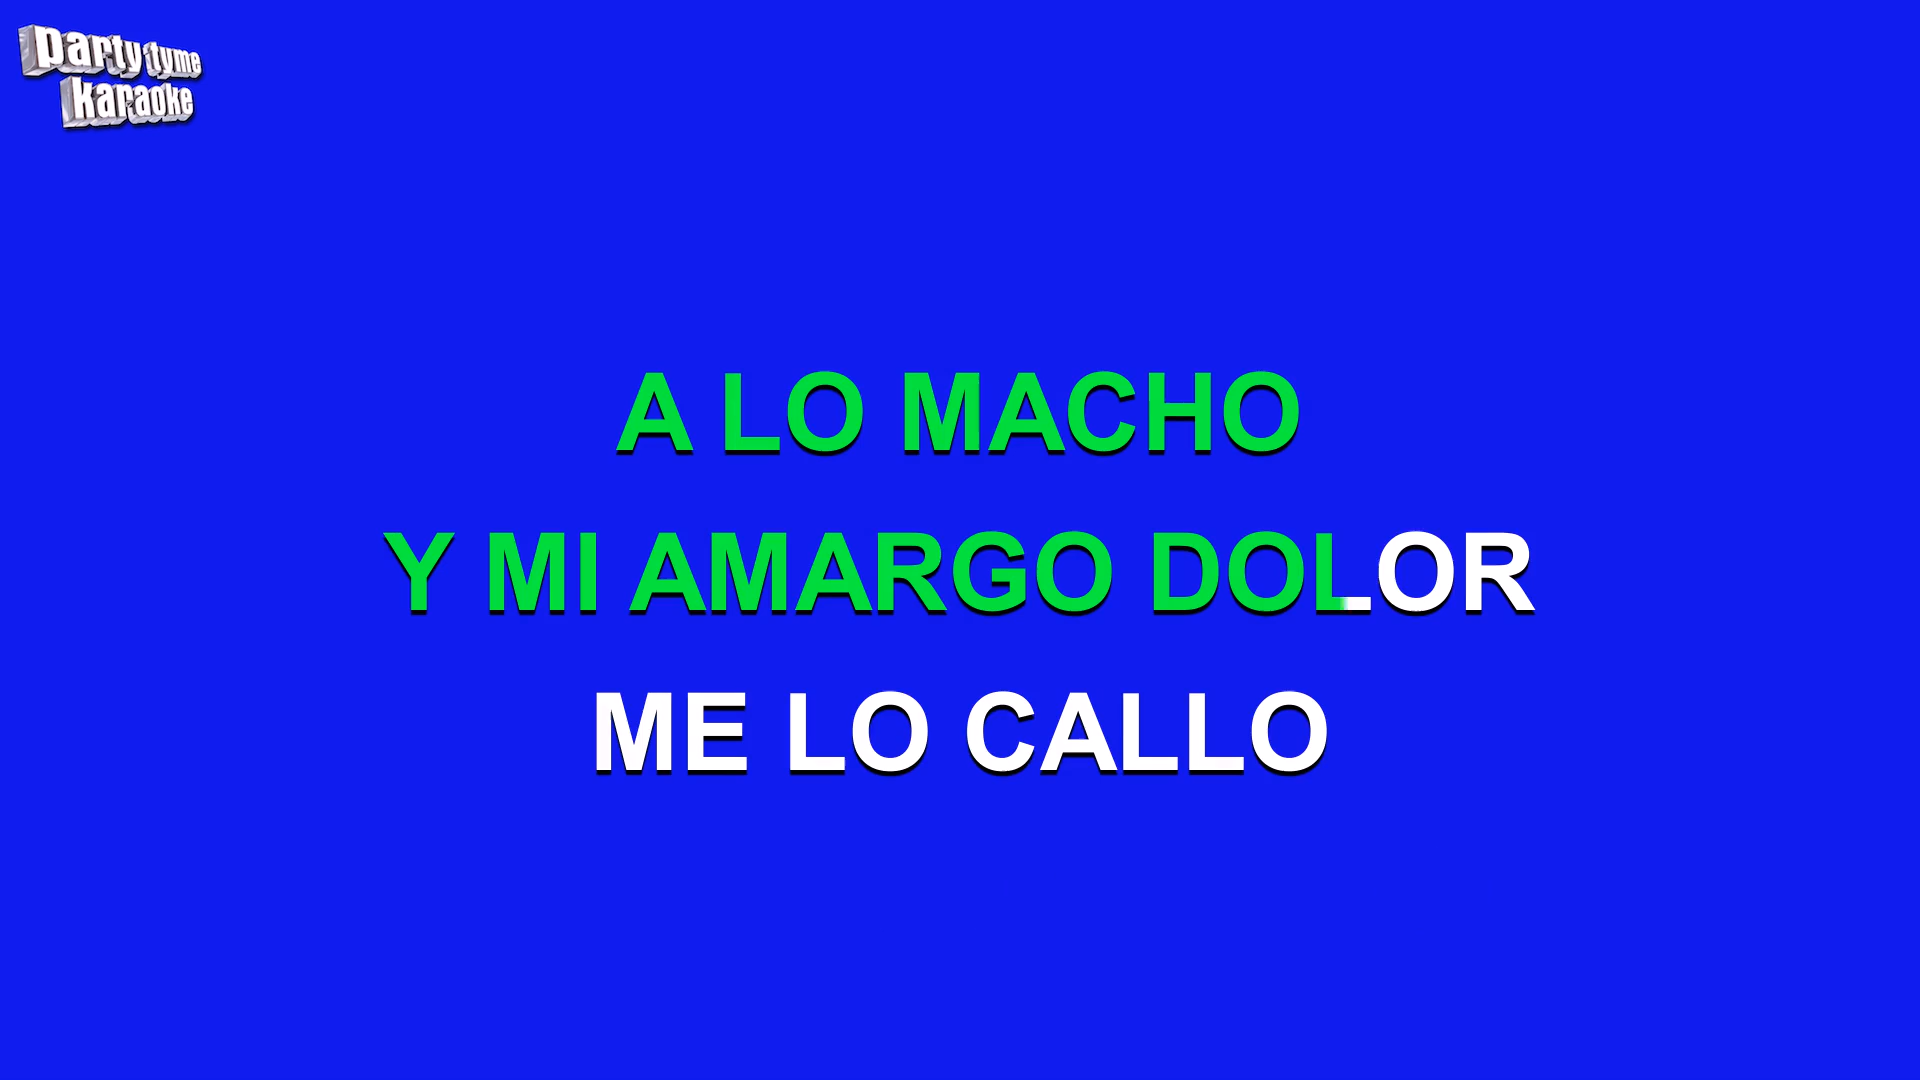 party tyme
karaoke
A LO MACHO
Y MI AMARGO DOLOR
ME LO CALLO